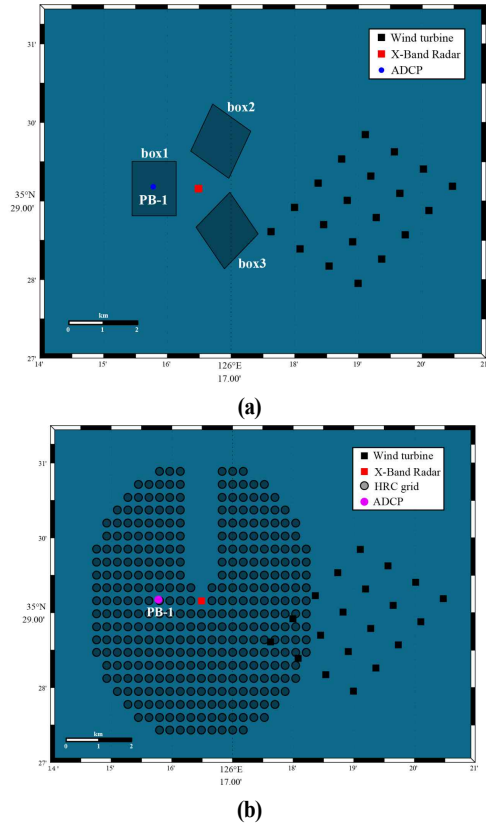 31'
Wind turbine
X-Band Radar
ADCP
box2
30'
box1
35°N
29.00'
PB-1
box3
28'
km
0 1 2
27'
14' 15' 16' 126°E 18' 19' 20' 21'
17.00'
(a)
31'
Wind turbine
X-Band Radar
HRC grid
ADCP
30'
35°N
29.00'
PB-1
28'
km
0 1 2
27'
14' 15' 16' 126°E 18' 19' 20' 21'
17.00'
(b)